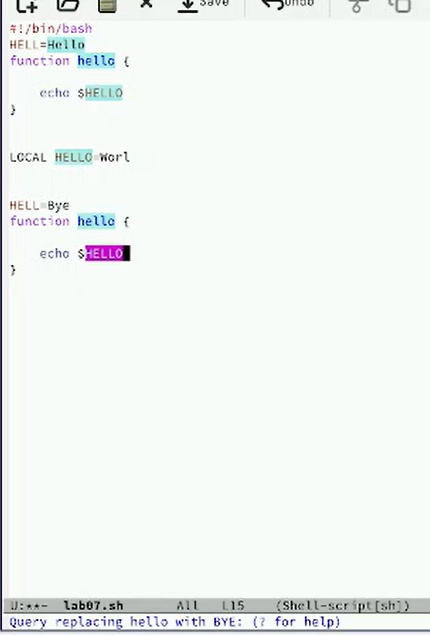 Save Undo
#!/bin/bash
HELL=Hello
function hello {
echo $HELLO
}
LOCAL HELLO=Worl
HELL=Bye
function hello {
echo $HELLO
}
U:**- lab07.sh All L15 (Shell-script[sh])
Query replacing hello with BYE: (? for help)